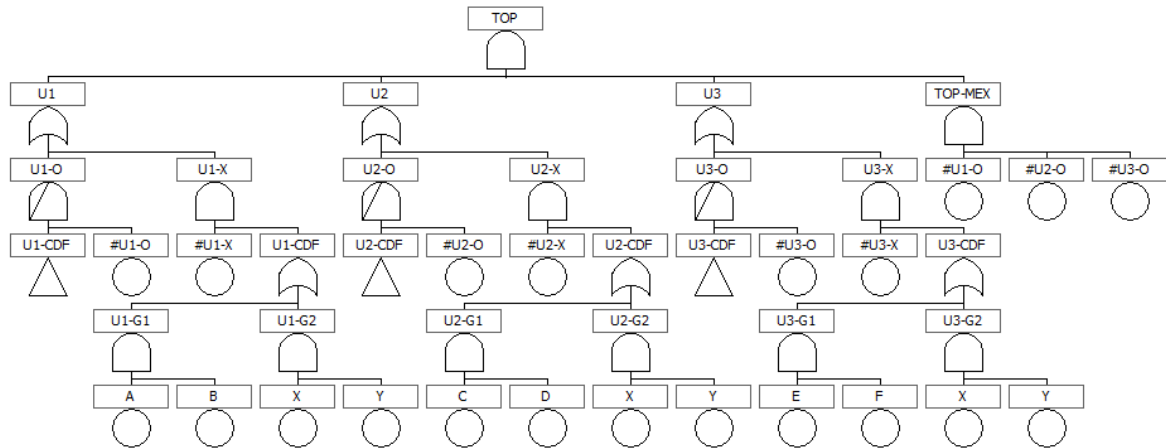 TOP
U1 U2 U3 TOP-MEX
U1-O U1-X U2-O U2-X U3-O U3-X #U1-O #U2-O #U3-O
U1-CDF #U1-O #U1-X U1-CDF U2-CDF #U2-O #U2-X U2-CDF U3-CDF #U3-O #U3-X U3-CDF
U1-G1 U1-G2 U2-G1 U2-G2 U3-G1 U3-G2
A B X Y C D X Y E F X Y